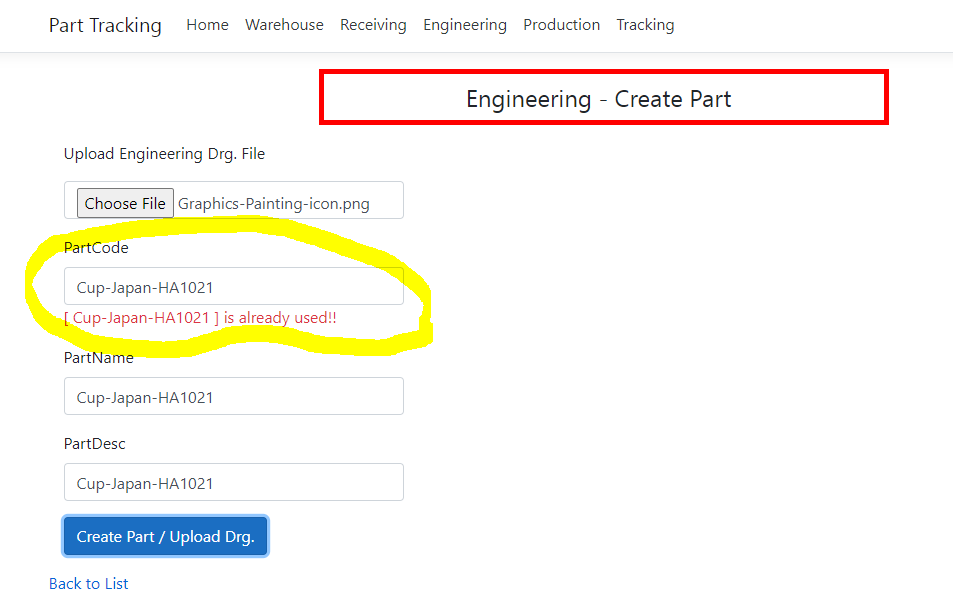 Part Tracking Home Warehouse Receiving Engineering Production Tracking
Engineering - Create Part
Upload Engineering Drg. File
Choose File Graphics-Painting-icon.png
PartCode
Cup-Japan-HA1021
[ Cup-Japan-HA1021 ] is already used!!
PartName
Cup-Japan-HA1021
PartDesc
Cup-Japan-HA1021
Create Part / Upload Drg.
Back to List